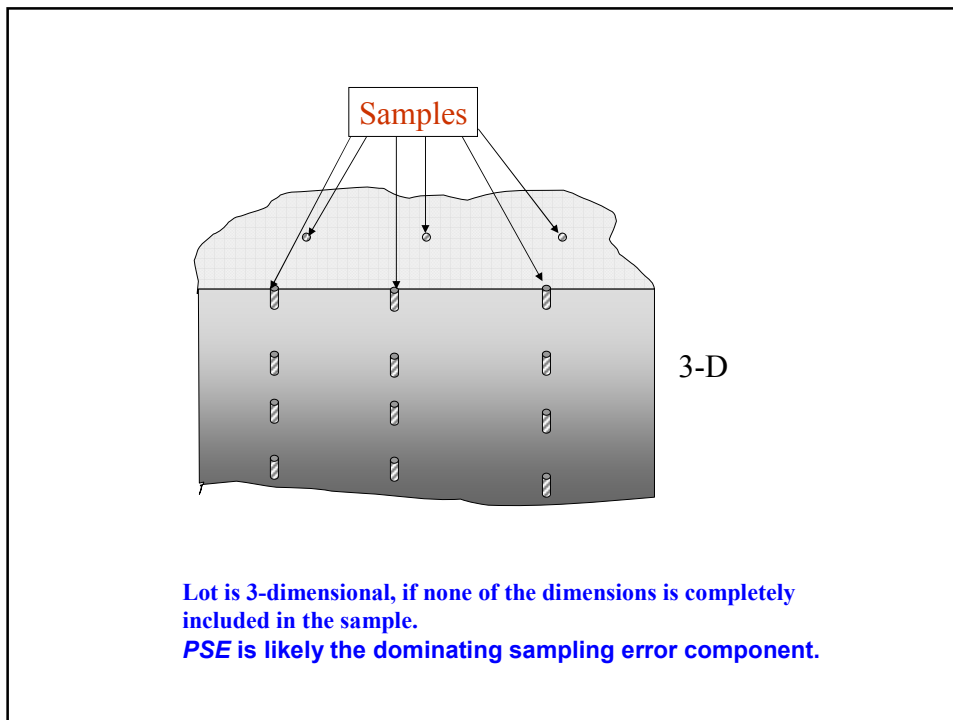 Samples
3-D
Lot is 3-dimensional, if none of the dimensions is completely
included in the sample.
PSE is likely the dominating sampling error component.